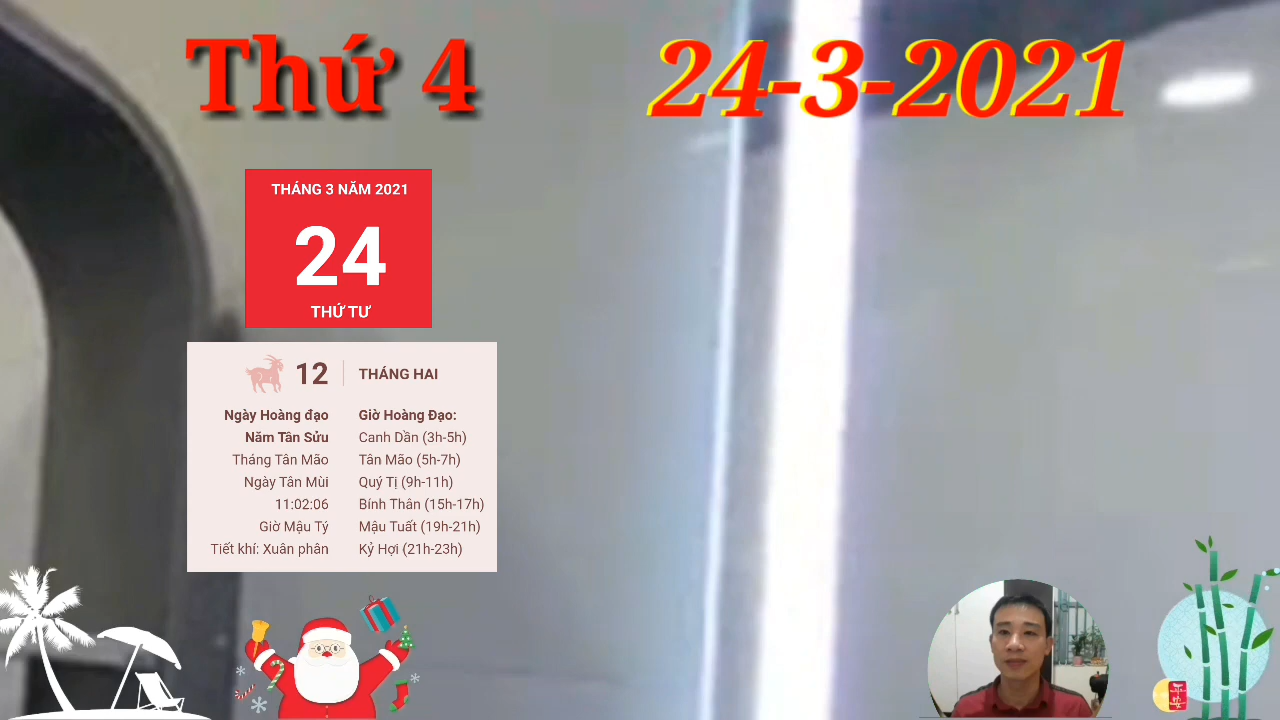 Thứ 4
24-3-2021
THÁNG 3 NĂM 2021
24
THỨ TƯ
12
THÁNG HAI
Ngày Hoàng đạo
Năm Tân Sửu
Tháng Tân Mão
Ngày Tân Mùi
11:02:06
Giờ Mậu Tý
Tiết khí: Xuân phân
Giờ Hoàng Đạo:
Canh Dần (3h-5h)
Tân Mão (5h-7h)
Quý Tị (9h-11h)
Bính Thân (15h-17h)
Mậu Tuất (19h-21h)
Kỷ Hợi (21h-23h)